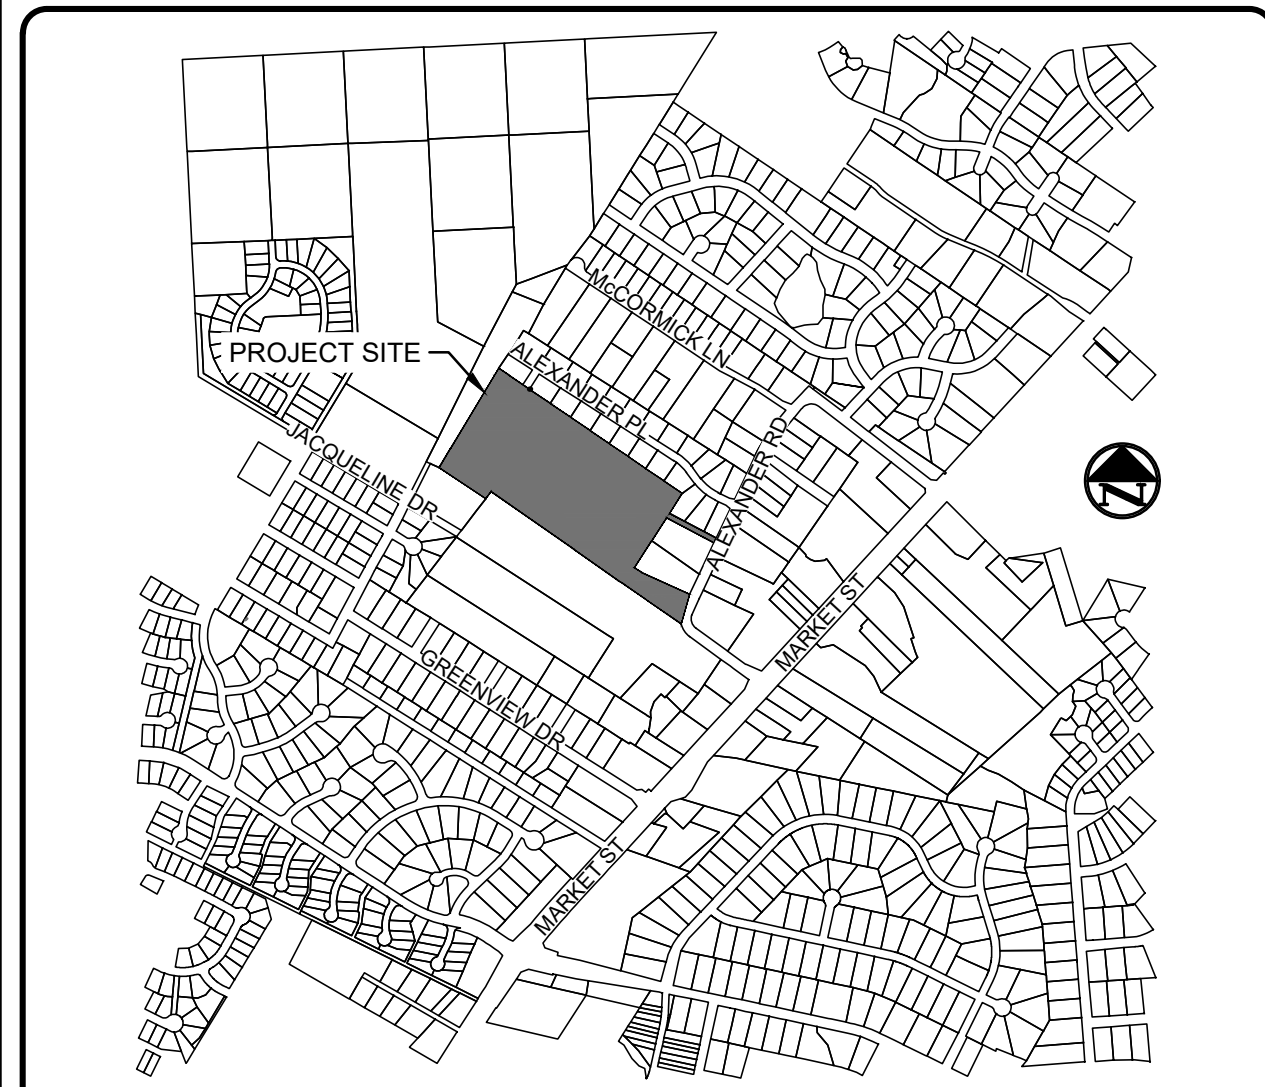 McCORMICK LN
PROJECT SITE
ALEXANDER PL
ALEXANDER RD
JACQUELINE DR
N
MARKET ST
GREENVIEW DR
MARKET ST